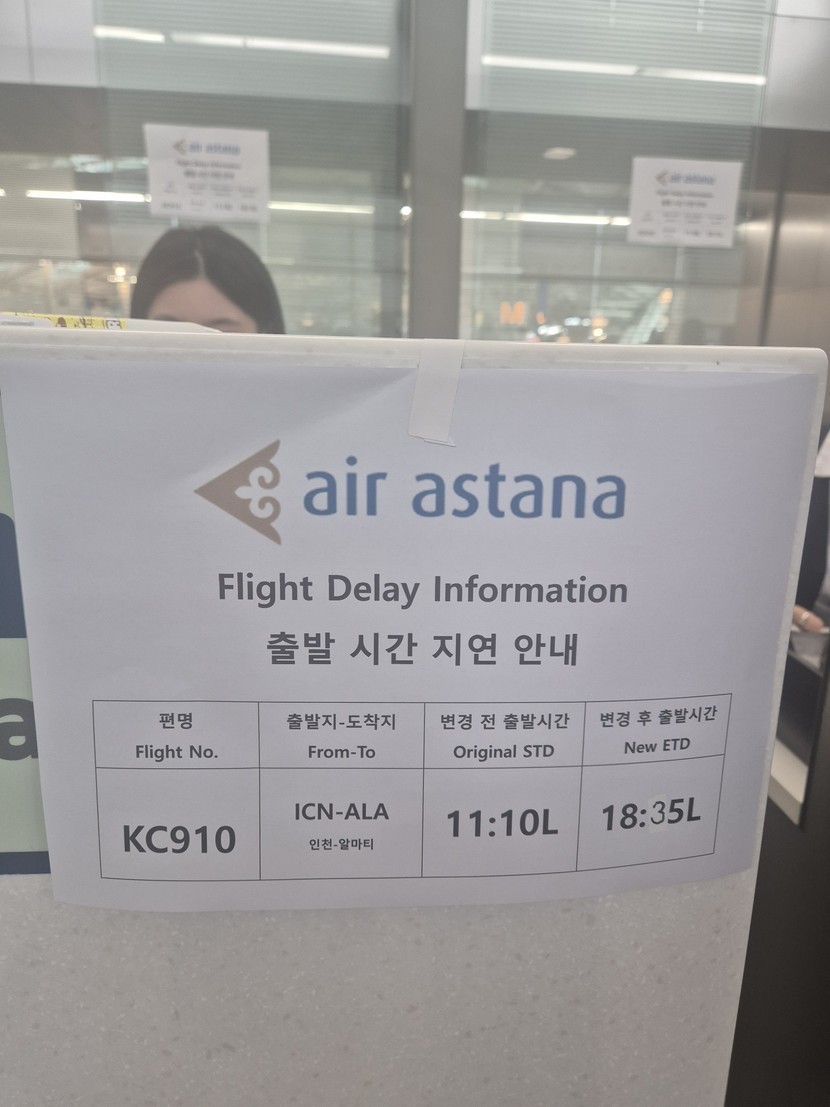 air astana
Flight Delay Information
air astana
air astana
Flight Delay Information
출발 시간 지연 안내
편명 출발지-도착지 변경 전 출발시간 변경 후 출발시간
Flight No. From-To Original STD New ETD
KC910 ICN-ALA 11:10L 18:35L
인천-알마티